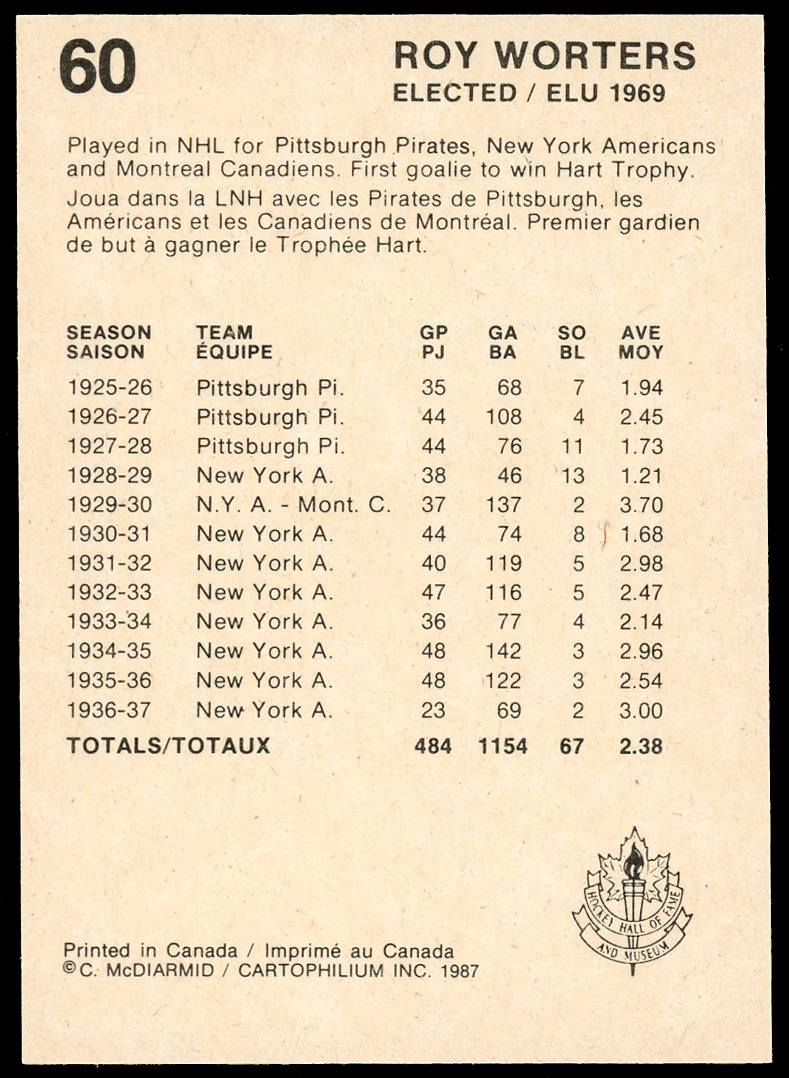 60
ROY WORTERS
ELECTED / ELU 1969
Played in NHL for Pittsburgh Pirates, New York Americans
and Montreal Canadiens. First goalie to win Hart Trophy.
Joua dans la LNH avec les Pirates de Pittsburgh, les
Américans et les Canadiens de Montréal. Premier gardien
de but à gagner le Trophée Hart.
SEASON TEAM GP GA SO AVE
SAISON ÉQUIPE PJ BA BL MOY
1925-26 Pittsburgh Pi. 35 68 7 1.94
1926-27 Pittsburgh Pi. 44 108 4 2.45
1927-28 Pittsburgh Pi. 44 76 11 1.73
1928-29 New York A. 38 46 13 1.21
1929-30 N.Y. A. - Mont. C. 37 137 2 3.70
1930-31 New York A. 44 74 8 1.68
1931-32 New York A. 40 119 5 2.98
1932-33 New York A. 47 116 5 2.47
1933-34 New York A. 36 77 4 2.14
1934-35 New York A. 48 142 3 2.96
1935-36 New York A. 48 122 3 2.54
1936-37 New York A. 23 69 2 3.00
TOTALS/TOTAUX 484 1154 67 2.38
HOCKEY HALL OF FAME
AND MUSEUM
Printed in Canada / Imprimé au Canada
©C. McDIARMID / CARTOPHILIUM INC. 1987